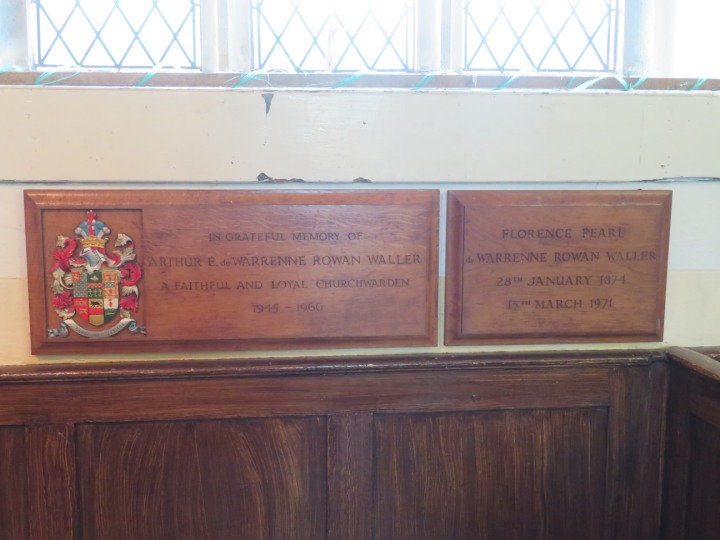 IN GRATEFUL MEMORY OF
ARTHUR E. de WARRENNE ROWAN WALLER
A FAITHFUL AND LOYAL CHURCHWARDEN
1945 - 1966
FLORENCE PEARL
de WARRENNE ROWAN WALLER
28TH JANUARY 1874
15TH MARCH 1971